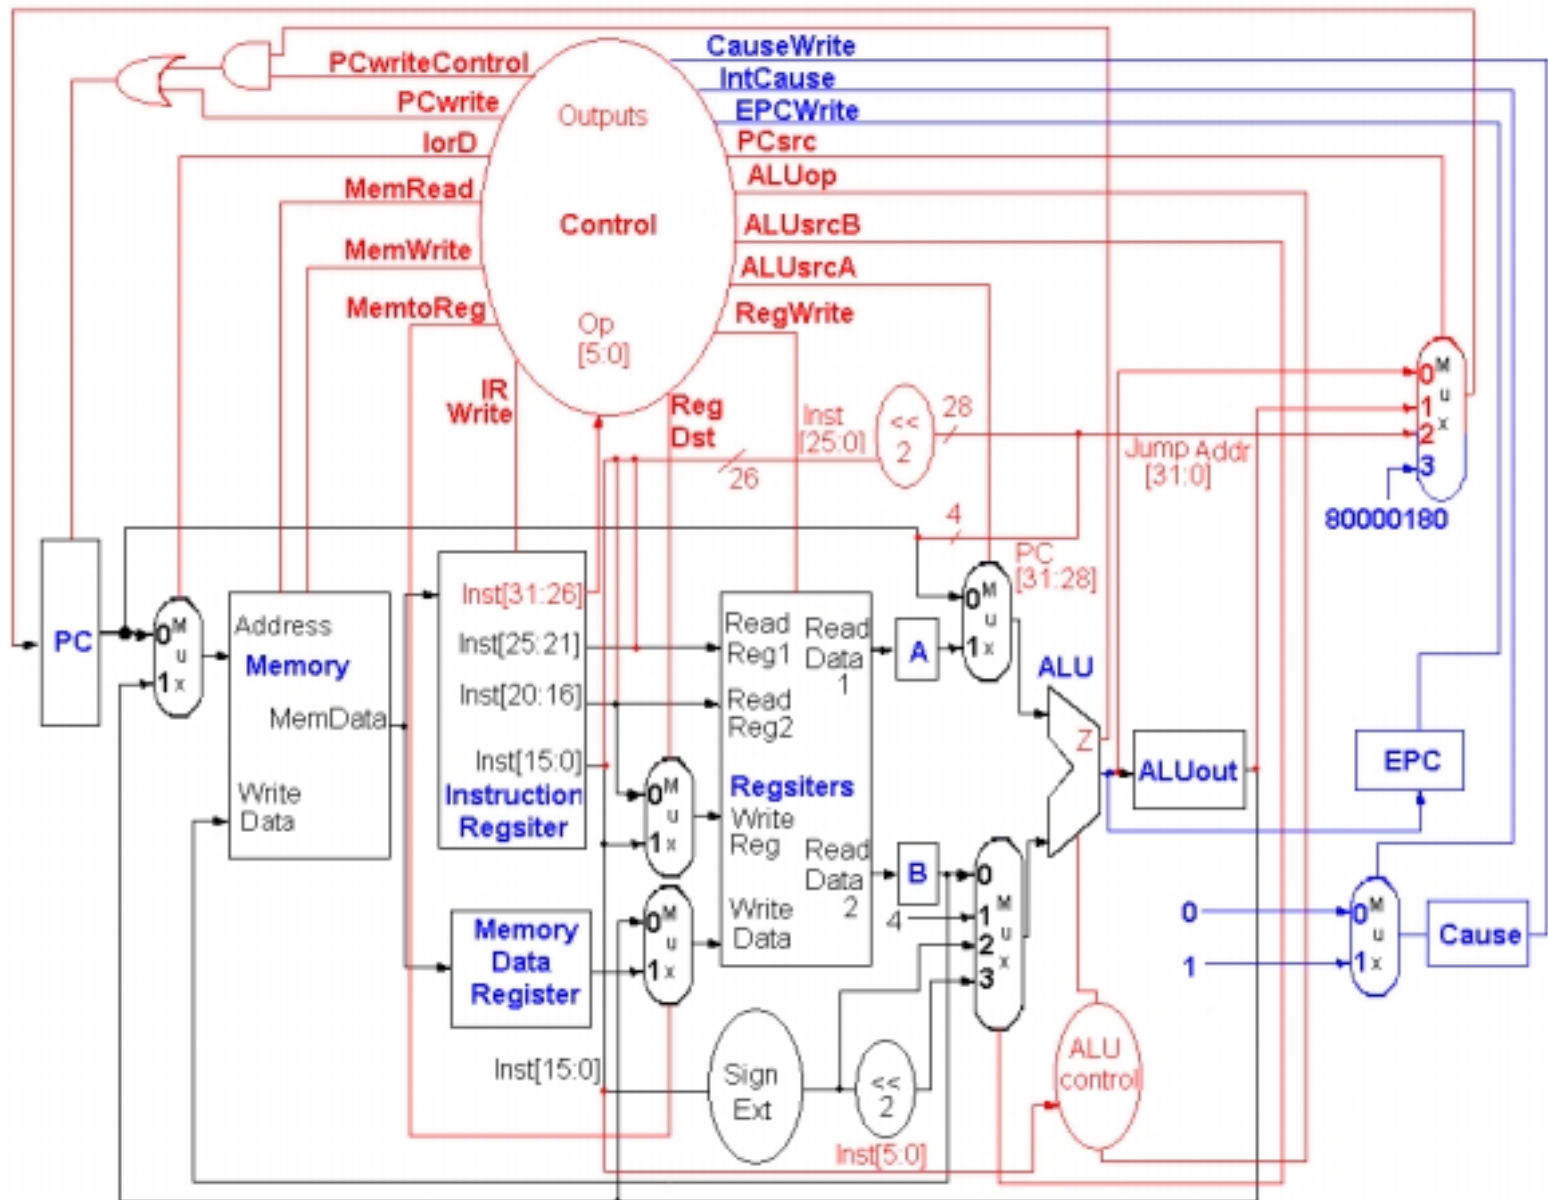 CauseWrite
PCwriteControl
IntCause
PCwrite
Outputs
EPCWrite
IorD
PCsrc
MemRead
ALUop
Control
ALUsrcB
MemWrite
ALUsrcA
MemtoReg
Op
[5:0]
RegWrite
IR
Write
Reg
Dst
Inst
[25:0]
<<
2
28
26
0 M
1 u
2 x
3
Jump Addr
[31:0]
80000180
4
PC
[31:28]
PC
0 M
u
1 x
Address
Memory
MemData
Write
Data
Inst[31:26]
Inst[25:21]
Inst[20:16]
Inst[15:0]
Instruction
Regsiter
Read
Reg1
Read
Data
1
Read
Reg2
Regsiters
Write
Reg
Read
Data
2
Write
Data
A
0 M
u
1 x
ALU
Z
ALUout
EPC
0 M
u
1 x
B
4
0
1 M
2 u
3 x
0
1
0 M
u
1 x
Cause
Memory
Data
Register
0 M
u
1 x
Inst[15:0]
Sign
Ext
<<
2
ALU
control
Inst[5:0]